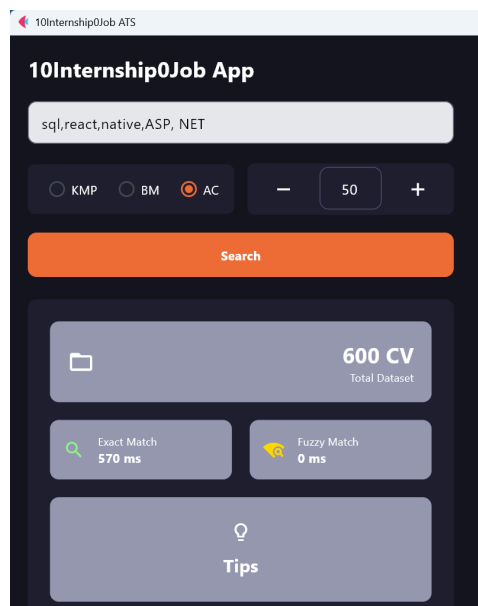 10Internship0Job ATS
10Internship0Job App
sql,react,native,ASP, NET
KMP BM AC − 50 +
Search
600 CV
Total Dataset
Exact Match
570 ms
Fuzzy Match
0 ms
Tips